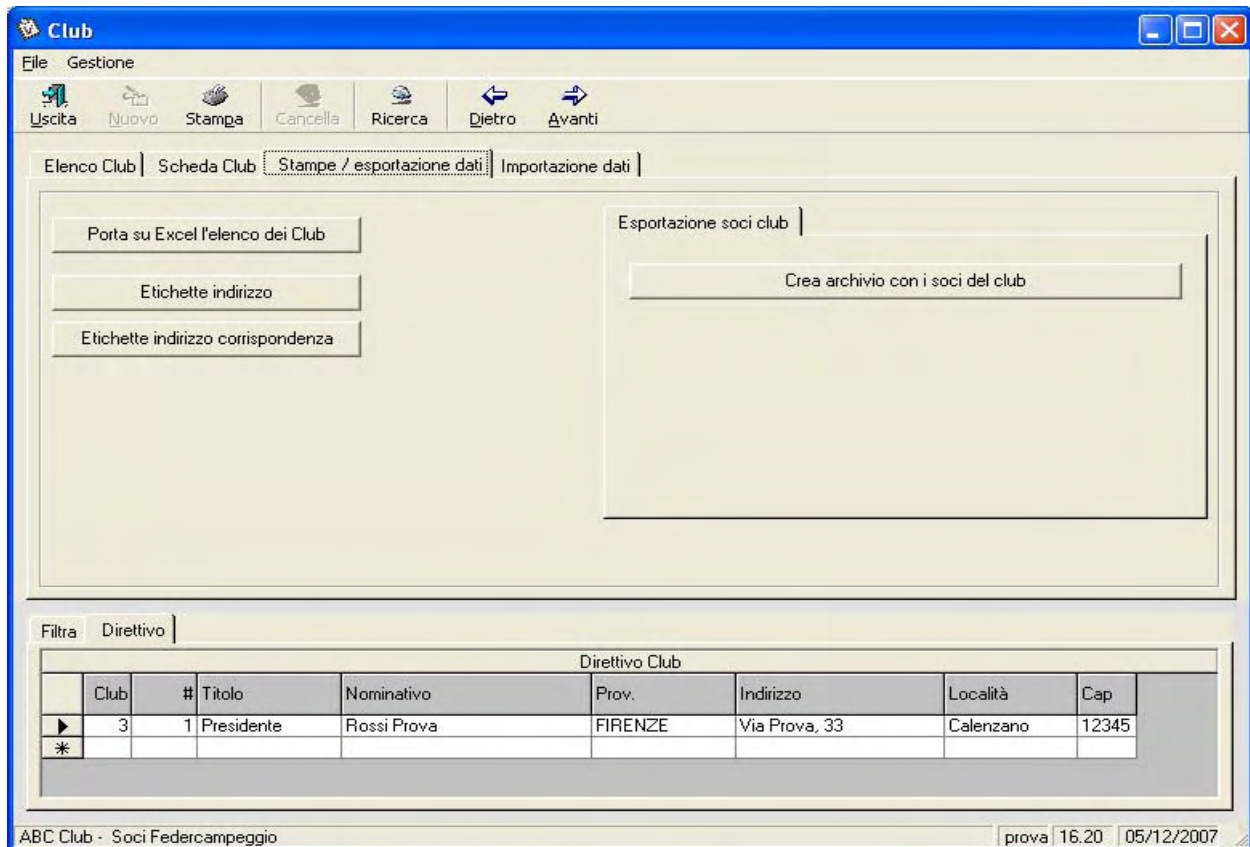 Club
File Gestione
Uscita Nuovo Stampa Cancella Ricerca Dietro Avanti
Elenco Club Scheda Club Stampe / esportazione dati Importazione dati
Porta su Excel l'elenco dei Club
Etichette indirizzo
Etichette indirizzo corrispondenza
Esportazione soci club
Crea archivio con i soci del club
Filtra Direttivo
Direttivo Club
Club # Titolo Nominativo Prov. Indirizzo Località Cap
3 1 Presidente Rossi Prova FIRENZE Via Prova, 33 Calenzano 12345
ABC Club - Soci Federcampeggio prova 16.20 05/12/2007